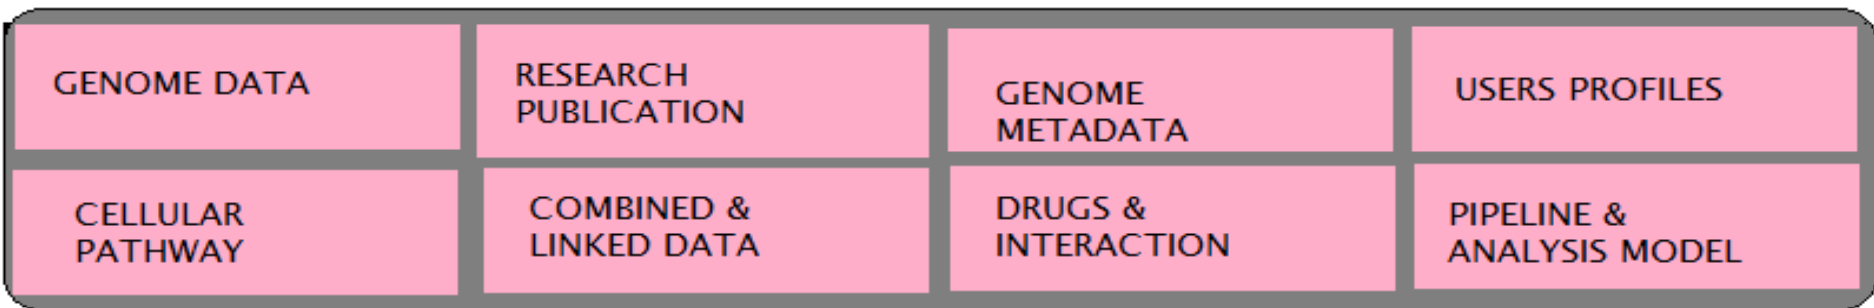 GENOME DATA
RESEARCH
PUBLICATION
GENOME
METADATA
USERS PROFILES
CELLULAR
PATHWAY
COMBINED &
LINKED DATA
DRUGS &
INTERACTION
PIPELINE &
ANALYSIS MODEL